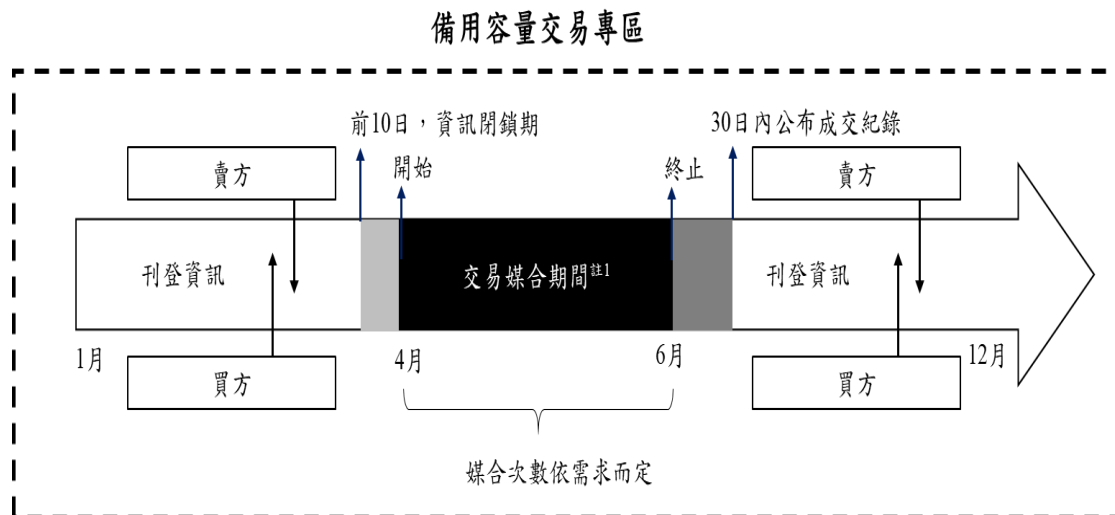 備用容量交易專區
前10日，資訊閉鎖期
30日內公布成交紀錄
賣方
開始
終止
賣方
刊登資訊
交易媒合期間註1
刊登資訊
1月
4月
6月
12月
買方
買方
媒合次數依需求而定